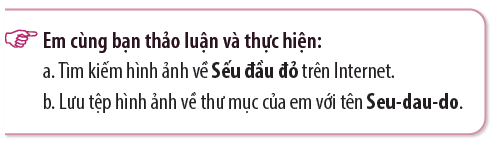 Em cùng bạn thảo luận và thực hiện:
a. Tìm kiếm hình ảnh về Sếu đầu đỏ trên Internet.
b. Lưu tệp hình ảnh về thư mục của em với tên Seu-dau-do.